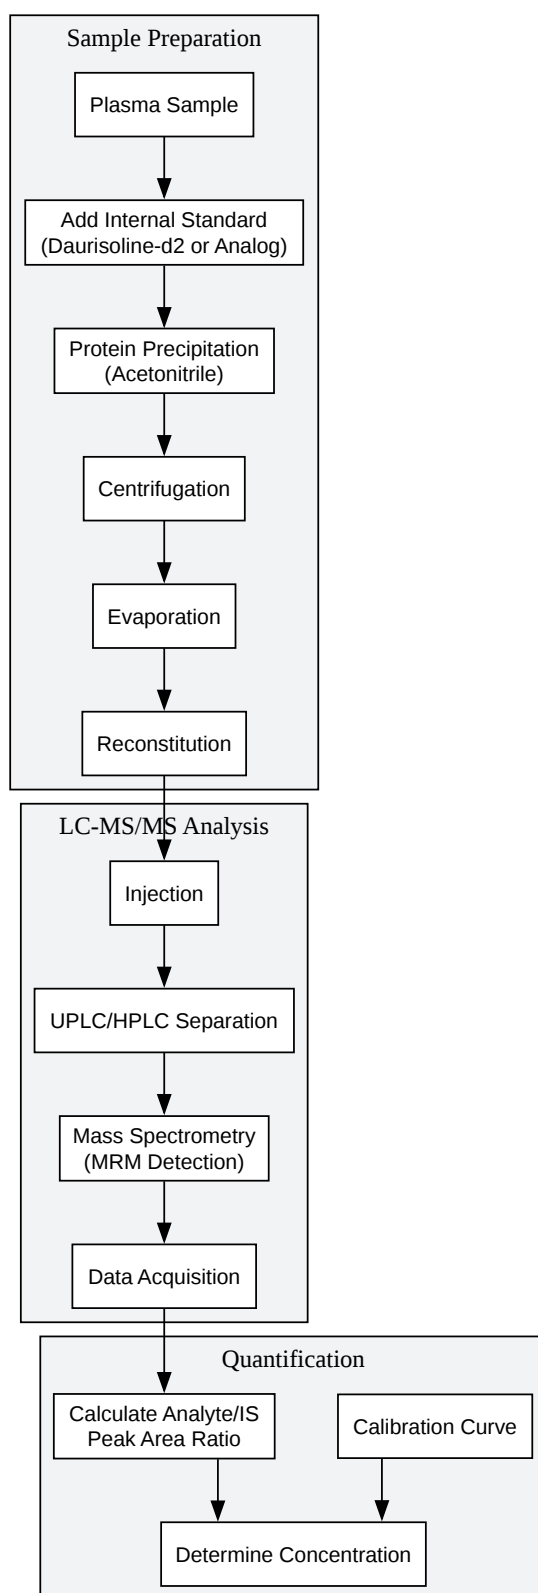 Sample Preparation
Plasma Sample
Add Internal Standard
(Daurisoline-d2 or Analog)
Protein Precipitation
(Acetonitrile)
Centrifugation
Evaporation
Reconstitution
LC-MS/MS Analysis
Injection
UPLC/HPLC Separation
Mass Spectrometry
(MRM Detection)
Data Acquisition
Quantification
Calculate Analyte/IS
Peak Area Ratio
Calibration Curve
Determine Concentration